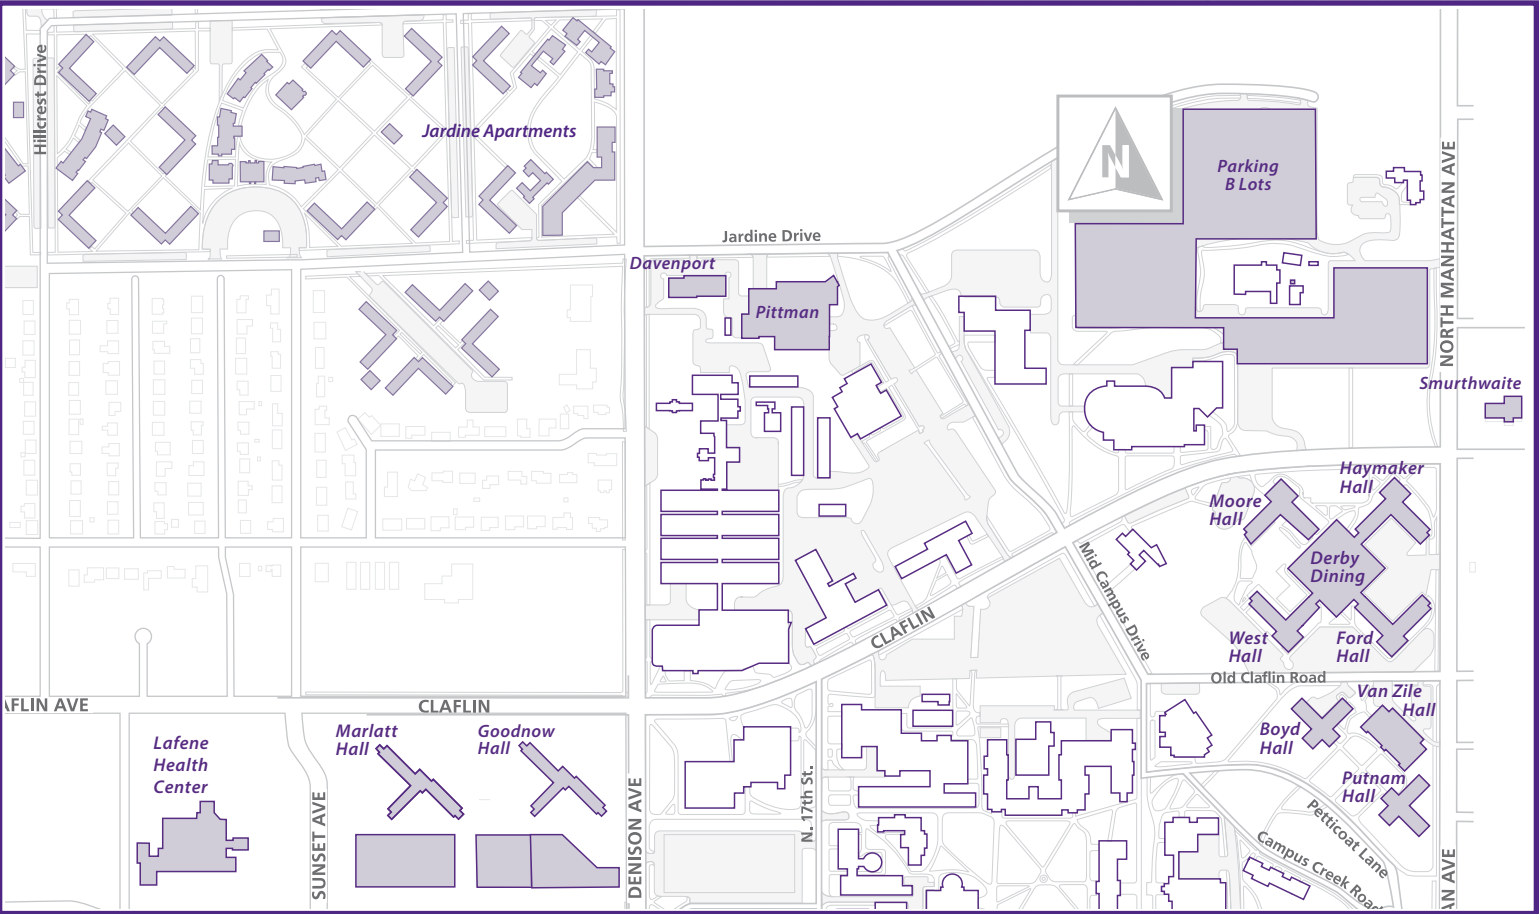 Hillcrest Drive
Jardine Apartments
N
Parking
B Lots
NORTH MANHATTAN AVE
Jardine Drive
Davenport
Pittman
Smurthwaite
Haymaker
Hall
Moore
Hall
Derby
Dining
West
Hall
Ford
Hall
Mid Campus Drive
CLAFLIN
Old Claflin Road
AFLIN AVE
CLAFLIN
Van Zile
Hall
Boyd
Hall
Putnam
Hall
Marlatt
Hall
Goodnow
Hall
Lafene
Health
Center
SUNSET AVE
DENISON AVE
N. 17th St.
Petticoat Lane
Campus Creek Road
AN AVE